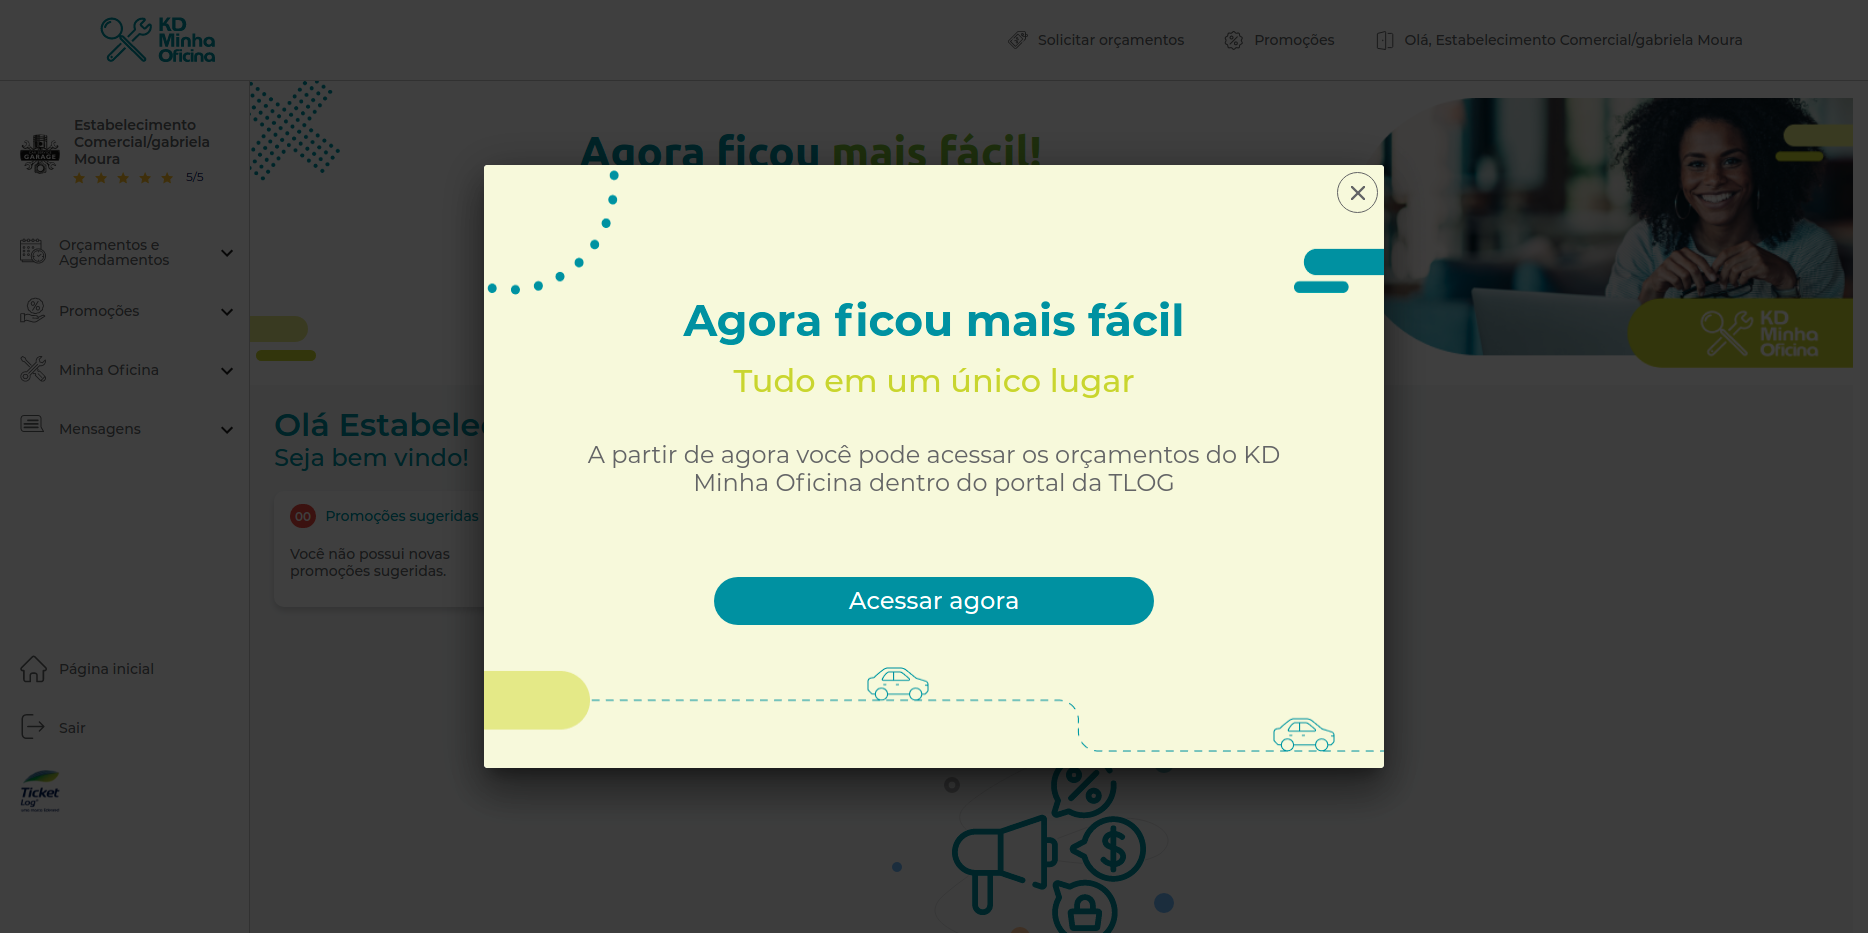 KD
Minha
Oficina
Solicitar orçamentos
Promoções
Olá, Estabelecimento Comercial/gabriela Moura
Estabelecimento
Comercial/gabriela
Moura
5/5
GARAGE
Orçamentos e
Agendamentos
Promoções
Minha Oficina
Mensagens
Página inicial
Sair
Ticket
Log
Agora ficou mais fácil!
KD
Minha
Oficina
Olá Estabele
Seja bem vindo!
00 Promoções sugeridas
Você não possui novas
promoções sugeridas.
Agora ficou mais fácil
Tudo em um único lugar
A partir de agora você pode acessar os orçamentos do KD
Minha Oficina dentro do portal da TLOG
Acessar agora